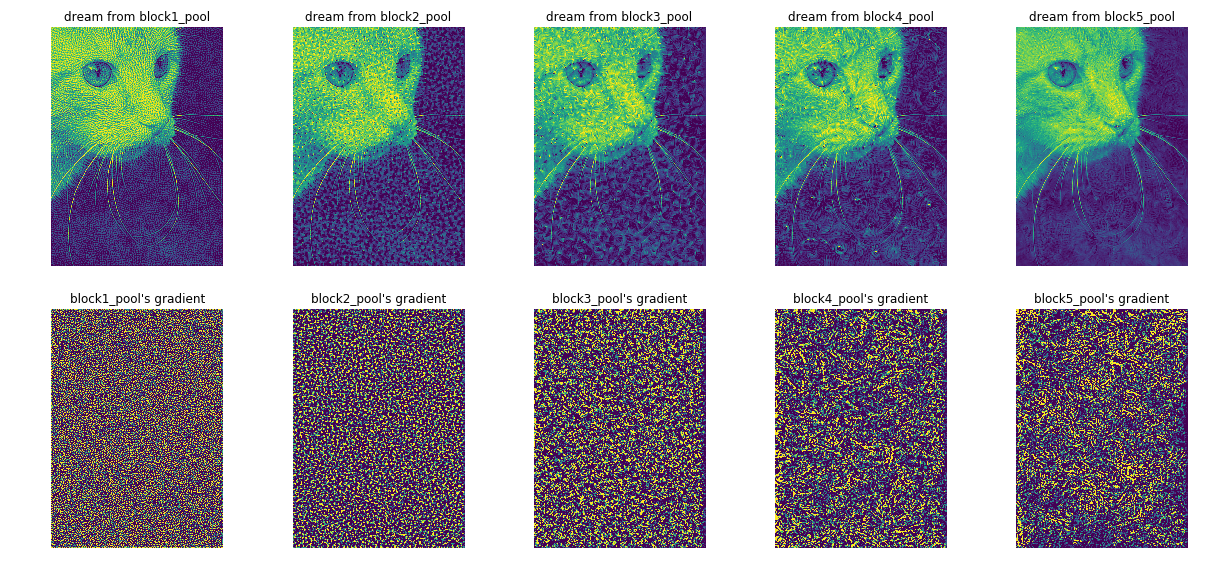 dream from block1_pool
dream from block2_pool
dream from block3_pool
dream from block4_pool
dream from block5_pool
block1_pool's gradient
block2_pool's gradient
block3_pool's gradient
block4_pool's gradient
block5_pool's gradient